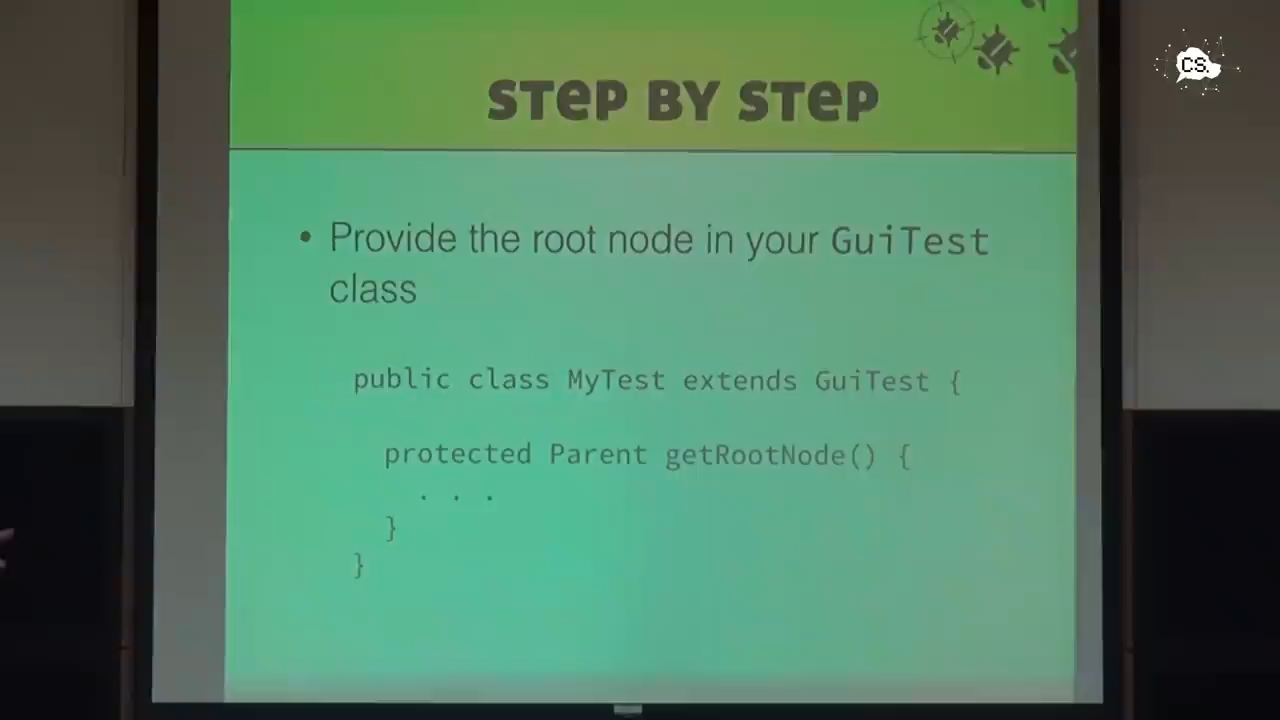 CS.
STEP BY STEP
• Provide the root node in your GuiTest
class
public class MyTest extends GuiTest {
protected Parent getRootNode() {
. . .
}
}